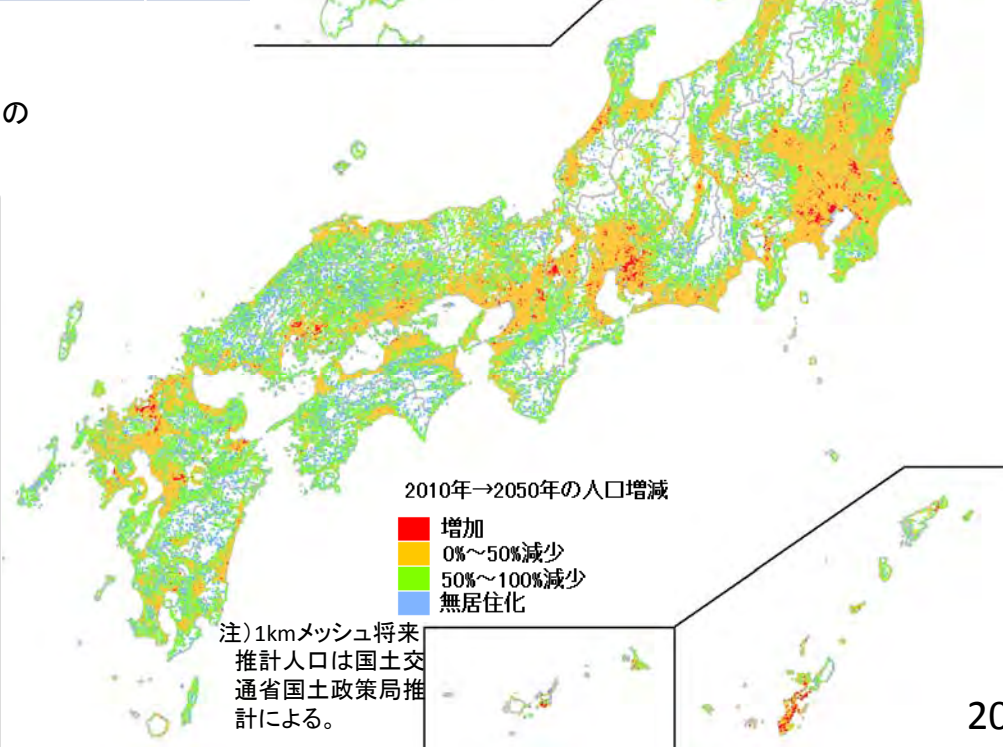 の
2010年→2050年の人口増減
増加
0%～50%減少
50%～100%減少
無居住化
注）1kmメッシュ将来
推計人口は国土交
通省国土政策局推
計による。
20